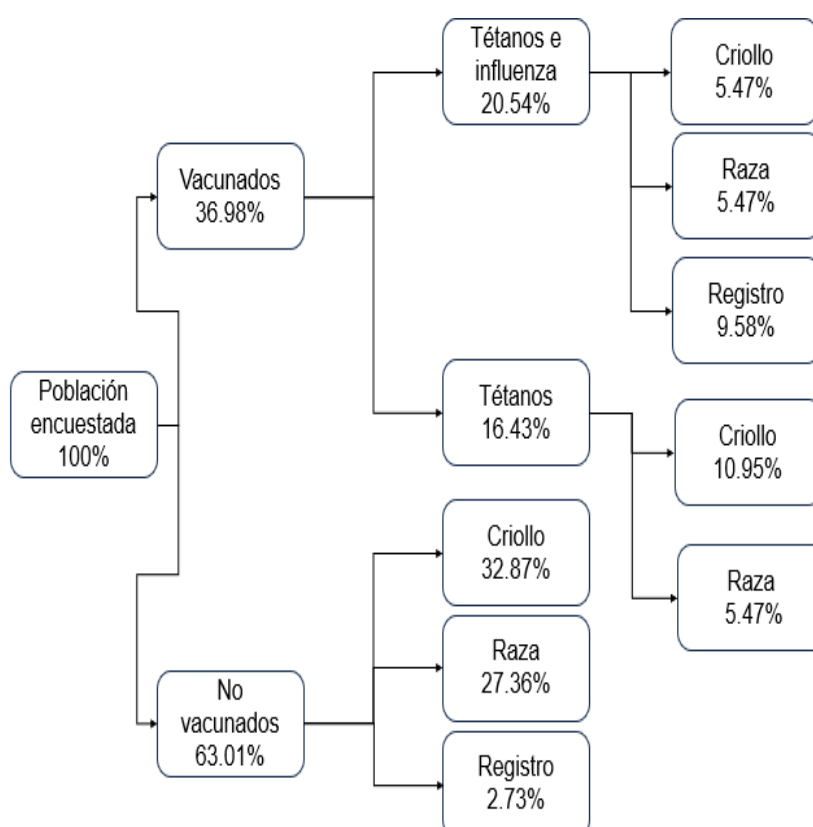 Tétanos e
influenza
20.54%
Criollo
5.47%
Raza
5.47%
Registro
9.58%
Vacunados
36.98%
Tétanos
16.43%
Criollo
10.95%
Raza
5.47%
Población
encuestada
100%
Criollo
32.87%
Raza
27.36%
Registro
2.73%
No
vacunados
63.01%